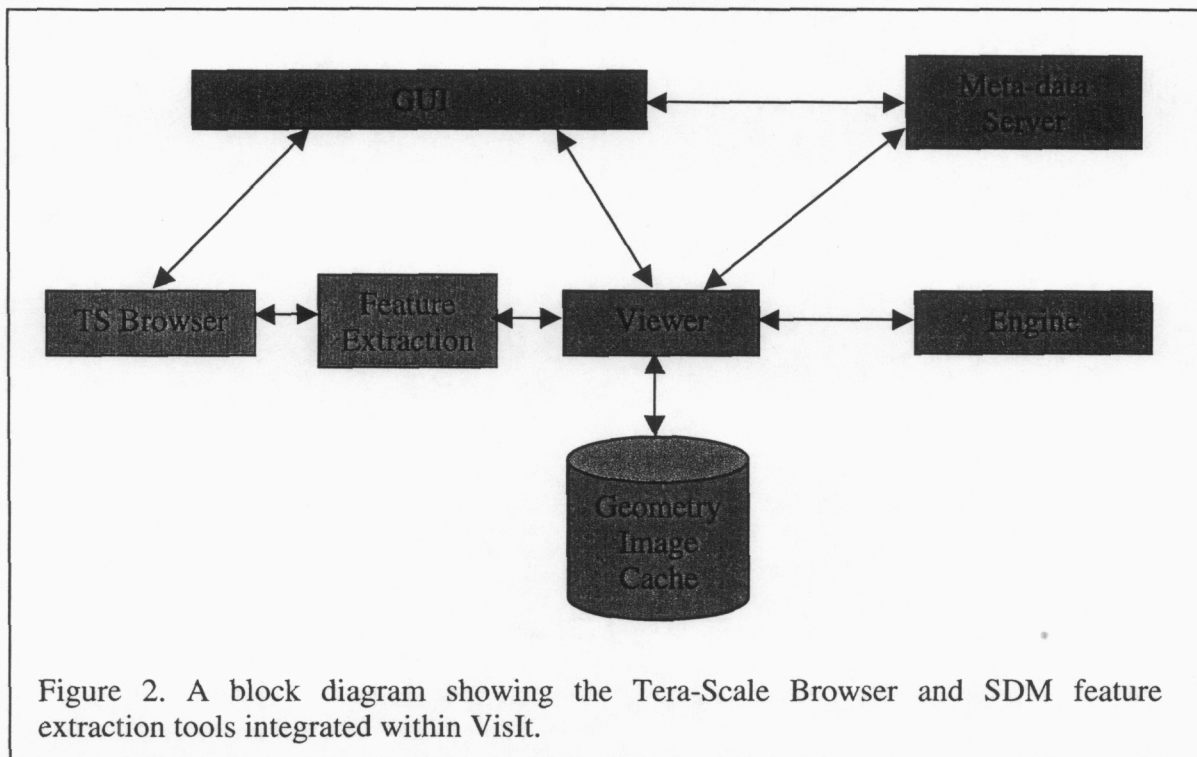 GUI
Meta-data
Server
TS Browser
Feature
Extraction
Viewer
Engine
Geometry
Image
Cache
Figure 2. A block diagram showing the Tera-Scale Browser and SDM feature
extraction tools integrated within VisIt.